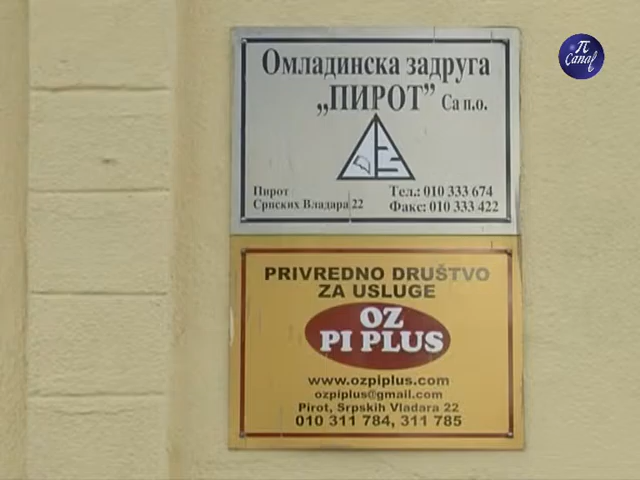 π
Canal
Омладинска задруга
„ПИРОТ” Са п.о.
Пирот
Српских Владара 22
Тел.: 010 333 674
Факс: 010 333 422
PRIVREDNO DRUŠTVO
ZA USLUGE
OZ
PI PLUS
www.ozpiplus.com
ozpiplus@gmail.com
Pirot, Srpskih Vladara 22
010 311 784, 311 785